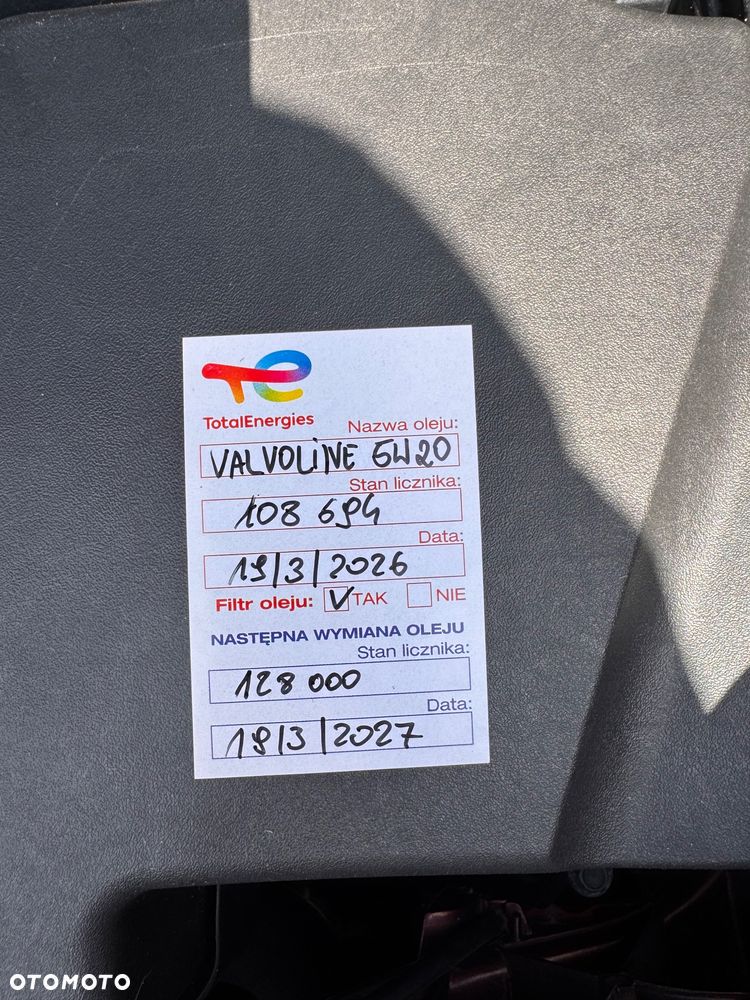 TotalEnergies
Nazwa oleju:
VALVOLINE 5W20
Stan licznika:
108 694
Data:
19/3/2026
Filtr oleju: V TAK NIE
NASTĘPNA WYMIANA OLEJU
Stan licznika:
128 000
Data:
19/3/2027
OTOMOTO